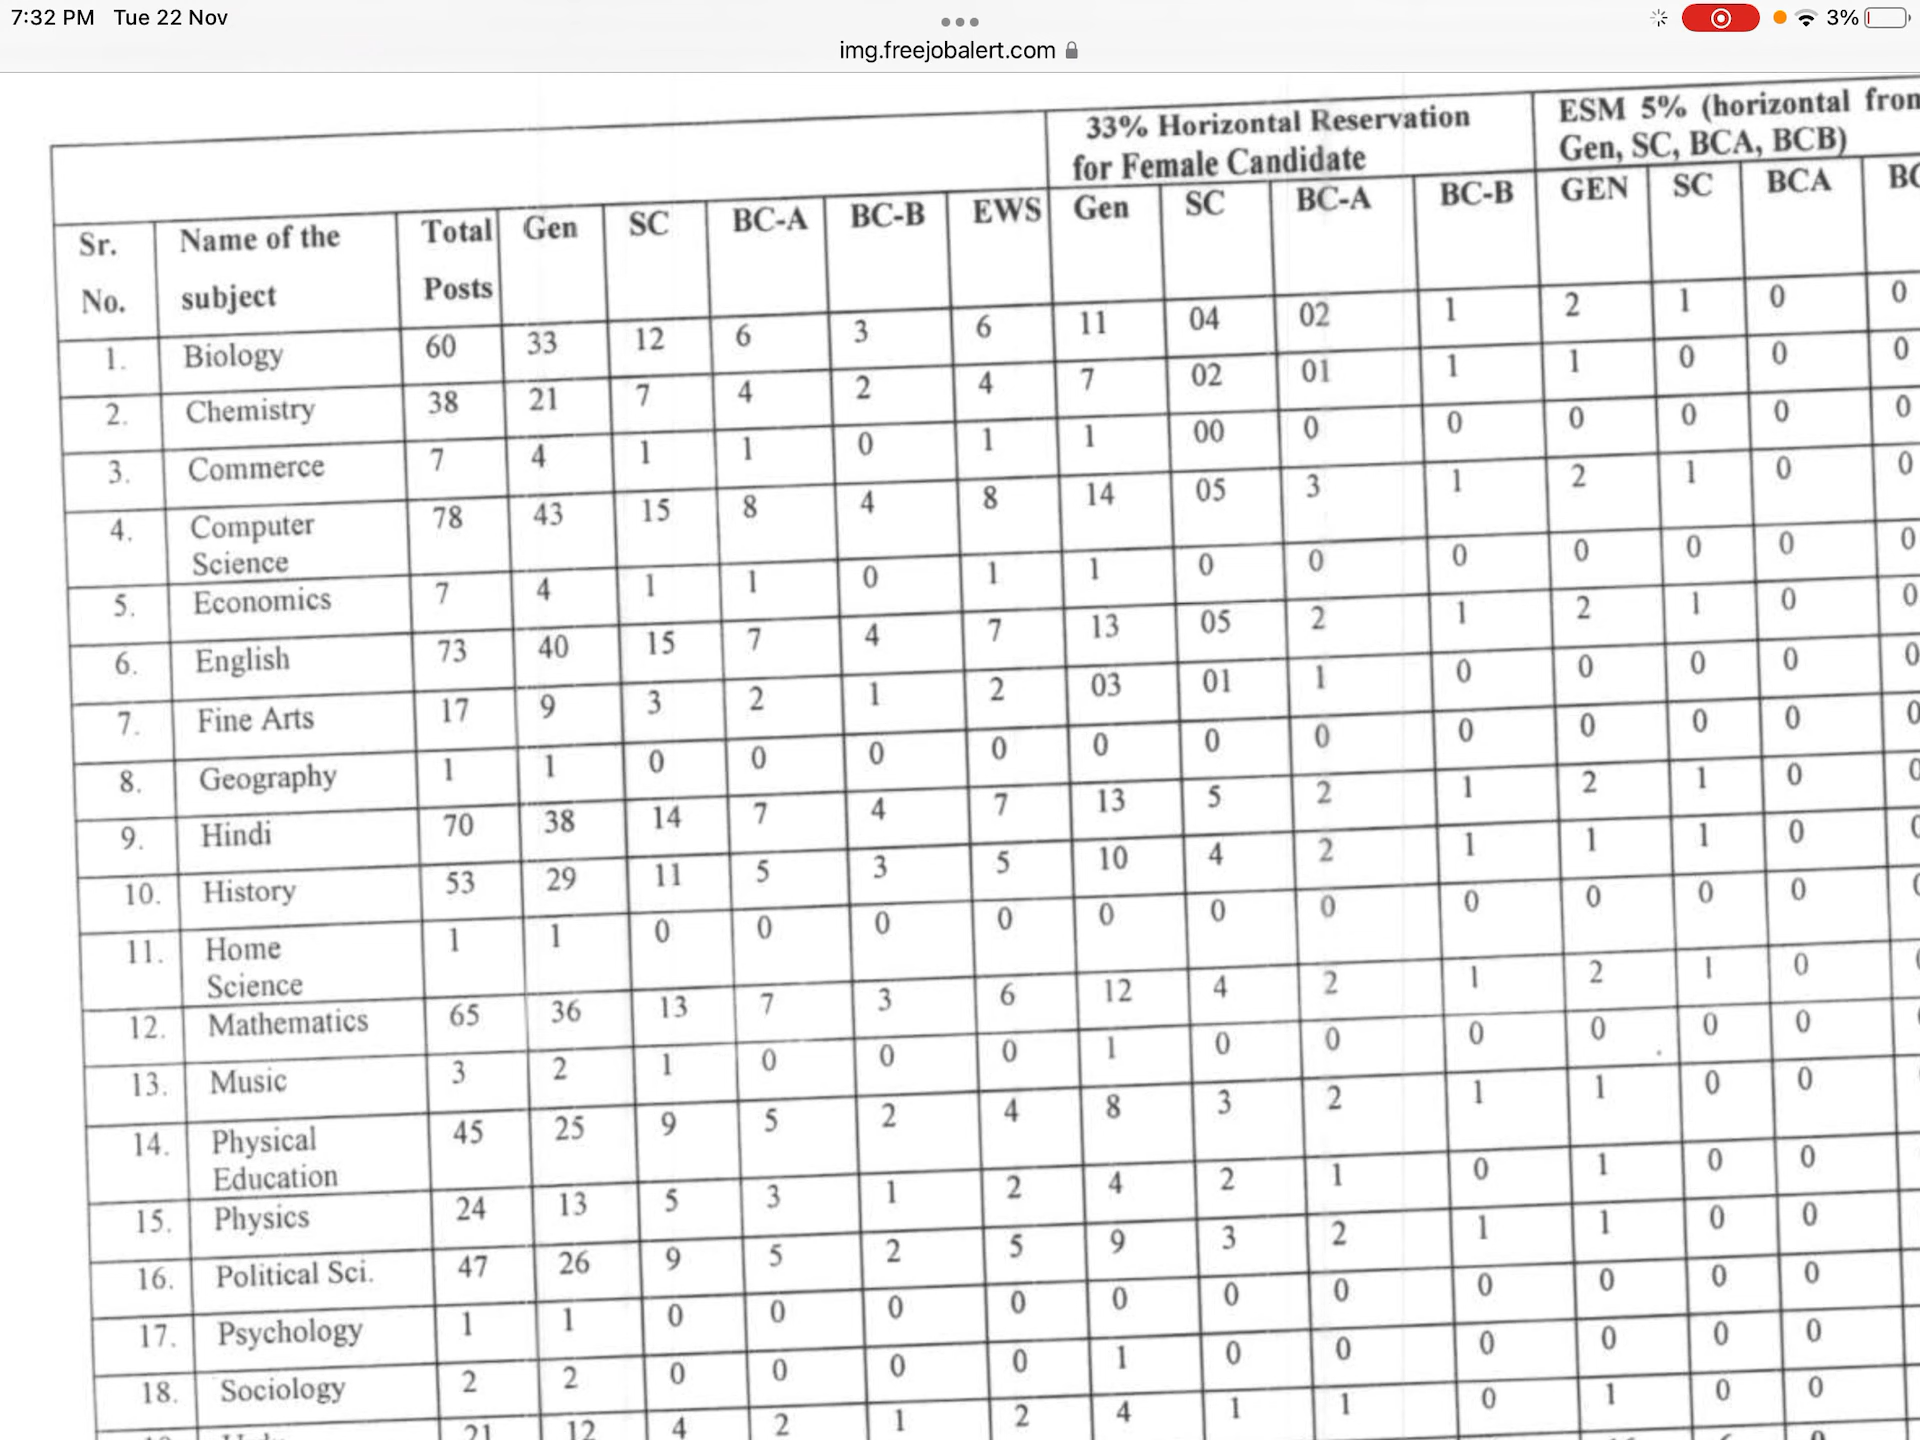 7:32 PM Tue 22 Nov
3%
img.freejobalert.com
33% Horizontal Reservation for Female Candidate
ESM 5% (horizontal from Gen, SC, BCA, BCB)
Sr. No. Name of the subject Total Posts Gen SC BC-A BC-B EWS Gen SC BC-A BC-B GEN SC BCA
1. Biology 60 33 12 6 3 6 11 04 02 1 2 1 0 0
2. Chemistry 38 21 7 4 2 4 7 02 01 1 1 0 0 0
3. Commerce 7 4 1 1 0 1 1 00 0 0 0 0 0 0
4. Computer Science 78 43 15 8 4 8 14 05 3 1 2 1 0 0
5. Economics 7 4 1 1 0 1 1 0 0 0 0 0 0 0
6. English 73 40 15 7 4 7 13 05 2 1 2 1 0 0
7. Fine Arts 17 9 3 2 1 2 03 01 1 0 0 0 0 0
8. Geography 1 1 0 0 0 0 0 0 0 0 0 0 0 0
9. Hindi 70 38 14 7 4 7 13 5 2 1 2 1 0
10. History 53 29 11 5 3 5 10 4 2 1 1 1 0
11. Home Science 1 1 0 0 0 0 0 0 0 0 0 0 0
12. Mathematics 65 36 13 7 3 6 12 4 2 1 2 1 0
13. Music 3 2 1 0 0 0 1 0 0 0 0 0 0
14. Physical Education 45 25 9 5 2 4 8 3 2 1 1 0 0
15. Physics 24 13 5 3 1 2 4 2 1 0 1 0 0
16. Political Sci. 47 26 9 5 2 5 9 3 2 1 1 0 0
17. Psychology 1 1 0 0 0 0 0 0 0 0 0 0 0
18. Sociology 2 2 0 0 0 0 1 0 0 0 0 0 0
21 12 4 2 1 2 4 1 1 0 1 0 0